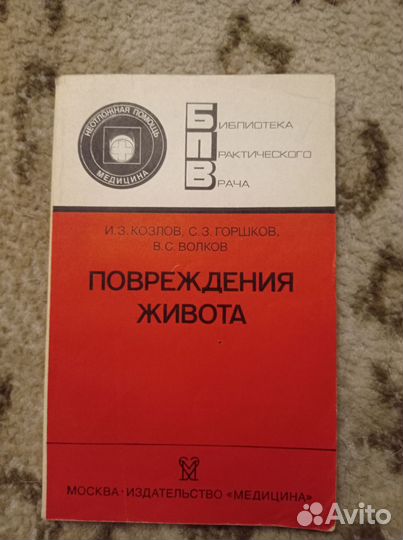 НЕОТЛОЖНАЯ ПОМОЩЬ
МЕДИЦИНА
БИБЛИОТЕКА
ПРАКТИЧЕСКОГО
ВРАЧА
И.З.КОЗЛОВ, С.З.ГОРШКОВ,
В.С.ВОЛКОВ
ПОВРЕЖДЕНИЯ
ЖИВОТА
МОСКВА·ИЗДАТЕЛЬСТВО «МЕДИЦИНА»
Avito